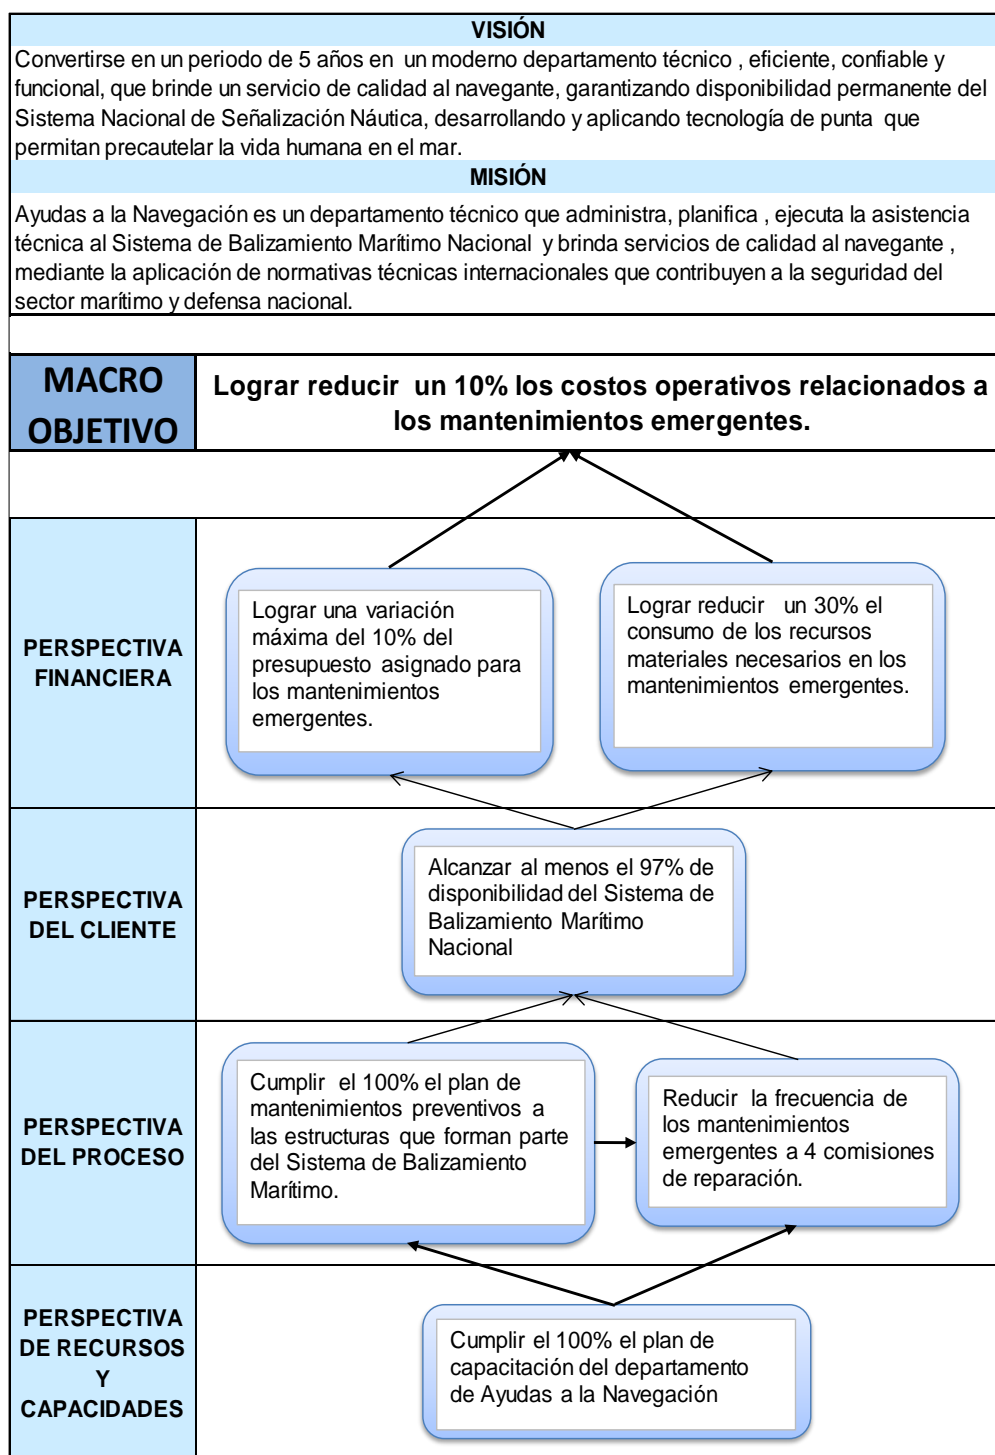 VISIÓN
Convertirse en un periodo de 5 años en un moderno departamento técnico , eficiente, confiable y
funcional, que brinde un servicio de calidad al navegante, garantizando disponibilidad permanente del
Sistema Nacional de Señalización Náutica, desarrollando y aplicando tecnología de punta que
permitan precautelar la vida humana en el mar.
MISIÓN
Ayudas a la Navegación es un departamento técnico que administra, planifica , ejecuta la asistencia
técnica al Sistema de Balizamiento Marítimo Nacional y brinda servicios de calidad al navegante ,
mediante la aplicación de normativas técnicas internacionales que contribuyen a la seguridad del
sector marítimo y defensa nacional.
MACRO
OBJETIVO
Lograr reducir un 10% los costos operativos relacionados a
los mantenimientos emergentes.
PERSPECTIVA
FINANCIERA
Lograr una variación
máxima del 10% del
presupuesto asignado para
los mantenimientos
emergentes.
Lograr reducir un 30% el
consumo de los recursos
materiales necesarios en los
mantenimientos emergentes.
PERSPECTIVA
DEL CLIENTE
Alcanzar al menos el 97% de
disponibilidad del Sistema de
Balizamiento Marítimo
Nacional
PERSPECTIVA
DEL PROCESO
Cumplir el 100% el plan de
mantenimientos preventivos a
las estructuras que forman parte
del Sistema de Balizamiento
Marítimo.
Reducir la frecuencia de
los mantenimientos
emergentes a 4 comisiones
de reparación.
PERSPECTIVA
DE RECURSOS
Y
CAPACIDADES
Cumplir el 100% el plan de
capacitación del departamento
de Ayudas a la Navegación